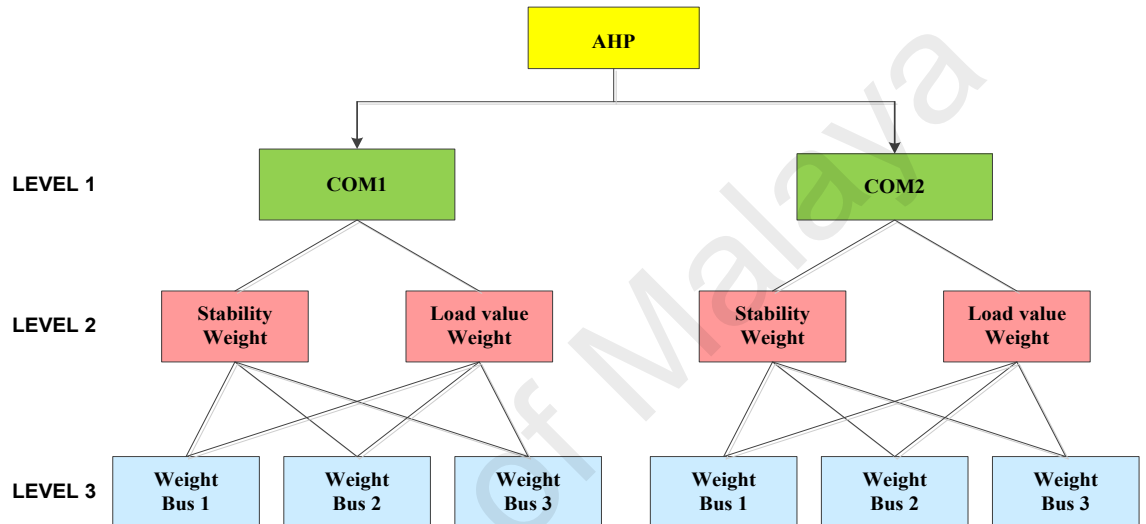 AHP
LEVEL 1
COM1
COM2
LEVEL 2
Stability
Weight
Load value
Weight
Stability
Weight
Load value
Weight
LEVEL 3
Weight
Bus 1
Weight
Bus 2
Weight
Bus 3
Weight
Bus 1
Weight
Bus 2
Weight
Bus 3
of Malaya